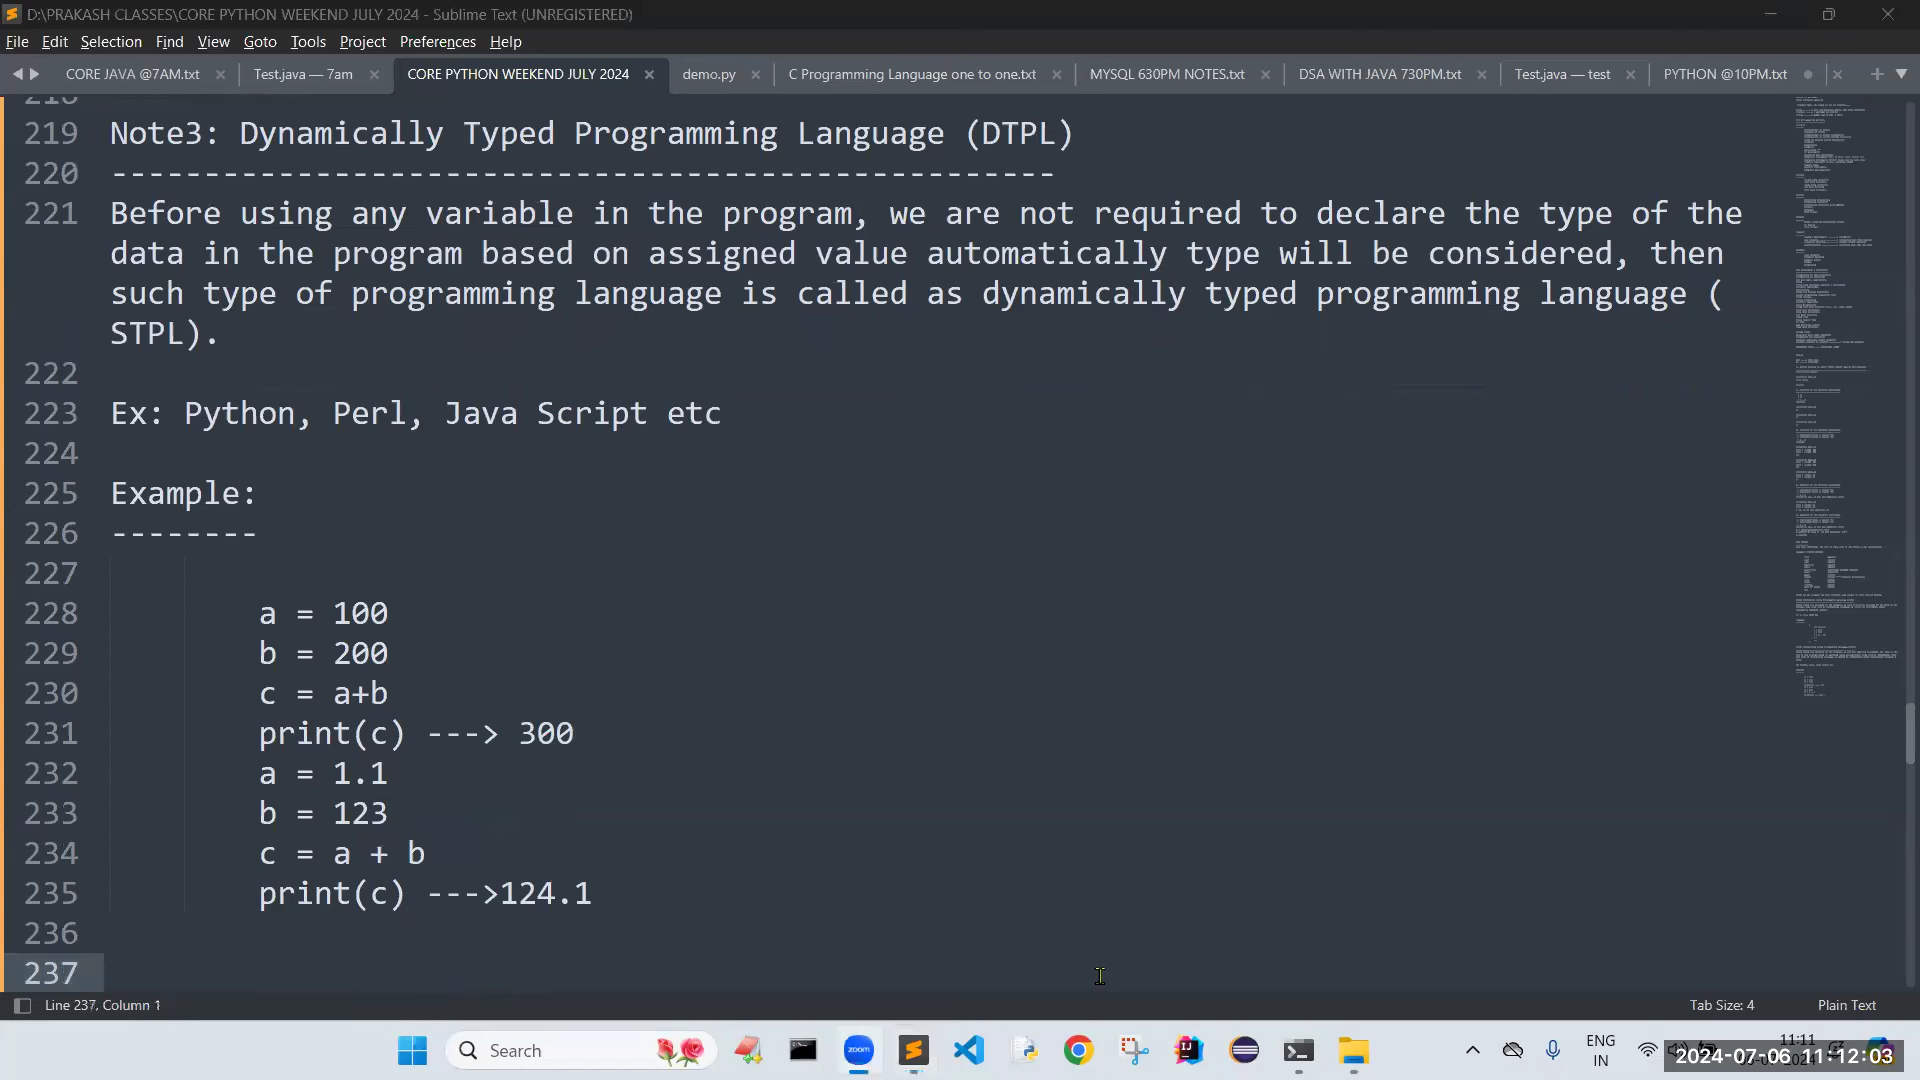 D:\PRAKASH CLASSES\CORE PYTHON WEEKEND JULY 2024 - Sublime Text (UNREGISTERED)
File Edit Selection Find View Goto Tools Project Preferences Help
CORE JAVA @7AM.txt Test.java — 7am CORE PYTHON WEEKEND JULY 2024 demo.py C Programming Language one to one.txt MYSQL 630PM NOTES.txt DSA WITH JAVA 730PM.txt Test.java — test PYTHON @10PM.txt
218
219 Note3: Dynamically Typed Programming Language (DTPL)
220 ---------------------------------------------------
221 Before using any variable in the program, we are not required to declare the type of the
data in the program based on assigned value automatically type will be considered, then
such type of programming language is called as dynamically typed programming language (
STPL).
222
223 Ex: Python, Perl, Java Script etc
224
225 Example:
226 --------
227
228 a = 100
229 b = 200
230 c = a+b
231 print(c) ---> 300
232 a = 1.1
233 b = 123
234 c = a + b
235 print(c) --->124.1
236
237
Line 237, Column 1 Tab Size: 4 Plain Text
Search zoom ENG 11:11
IN 2024-07-06 11:12:03